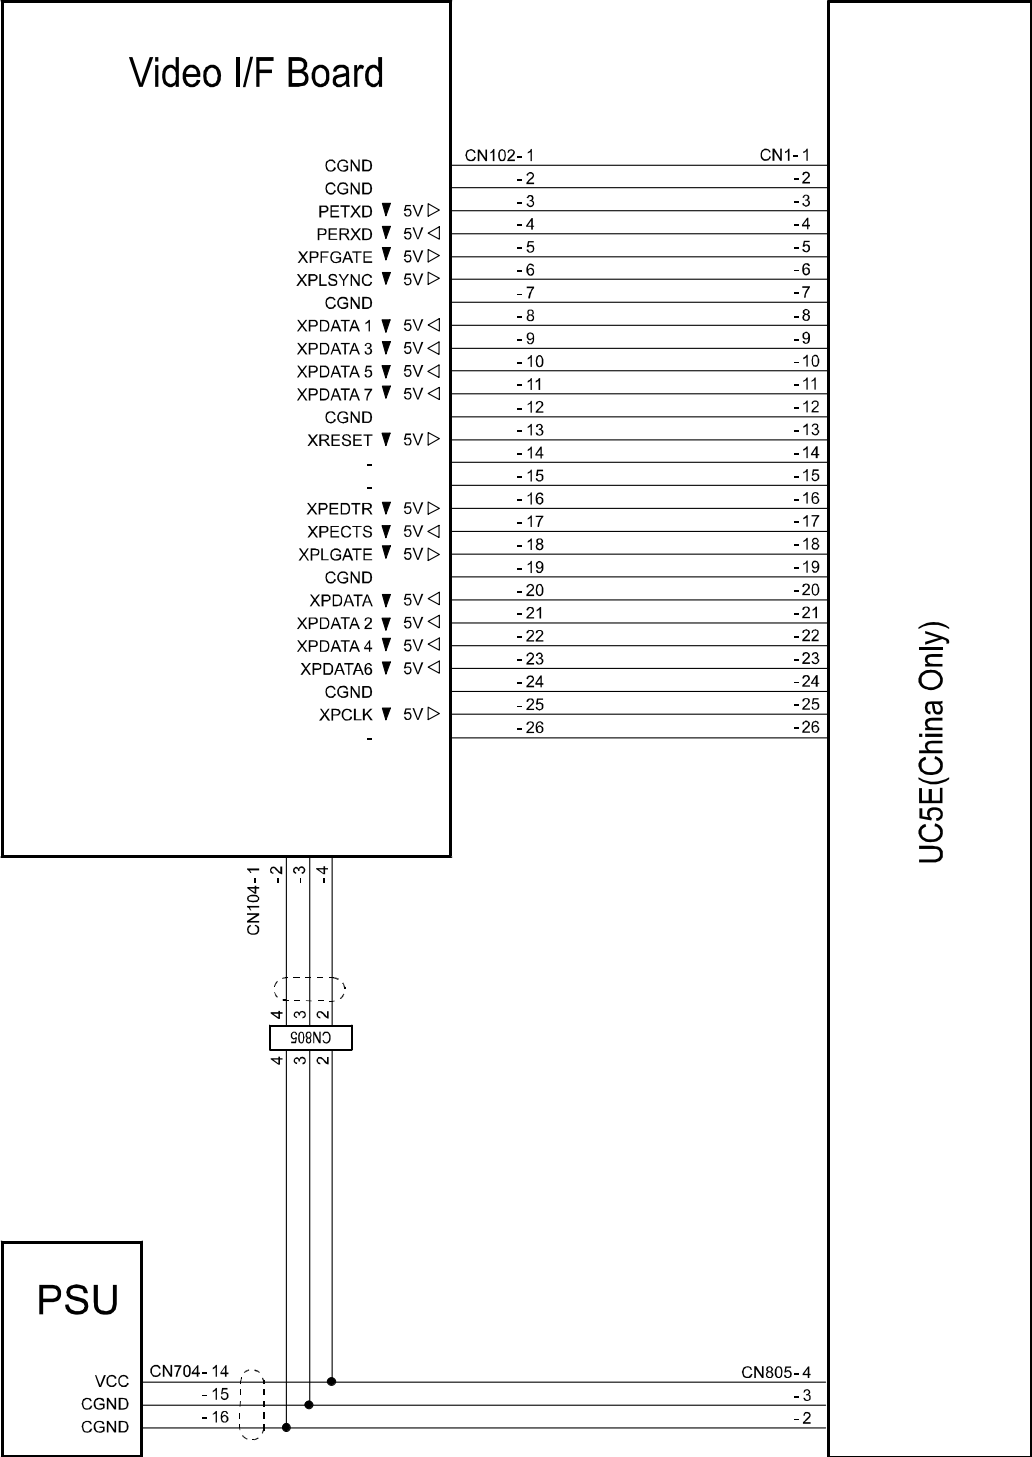 Video I/F Board
CGND CN102-1 CN1-1
CGND -2 -2
PETXD ▼ 5V ▷ -3 -3
PERXD ▼ 5V ◁ -4 -4
XPFGATE ▼ 5V ▷ -5 -5
XPLSYNC ▼ 5V ▷ -6 -6
CGND -7 -7
XPDATA 1 ▼ 5V ◁ -8 -8
XPDATA 3 ▼ 5V ◁ -9 -9
XPDATA 5 ▼ 5V ◁ -10 -10
XPDATA 7 ▼ 5V ◁ -11 -11
CGND -12 -12
XRESET ▼ 5V ▷ -13 -13
- -14 -14
- -15 -15
XPEDTR ▼ 5V ▷ -16 -16
XPECTS ▼ 5V ◁ -17 -17
XPLGATE ▼ 5V ▷ -18 -18
CGND -19 -19
XPDATA ▼ 5V ◁ -20 -20
XPDATA 2 ▼ 5V ◁ -21 -21
XPDATA 4 ▼ 5V ◁ -22 -22
XPDATA6 ▼ 5V ◁ -23 -23
CGND -24 -24
XPCLK ▼ 5V ▷ -25 -25
- -26 -26
UC5E(China Only)
CN104-1 -2 -3 -4
4 3 2
CN805
4 3 2
PSU
VCC CN704-14 CN805-4
CGND -15 -3
CGND -16 -2